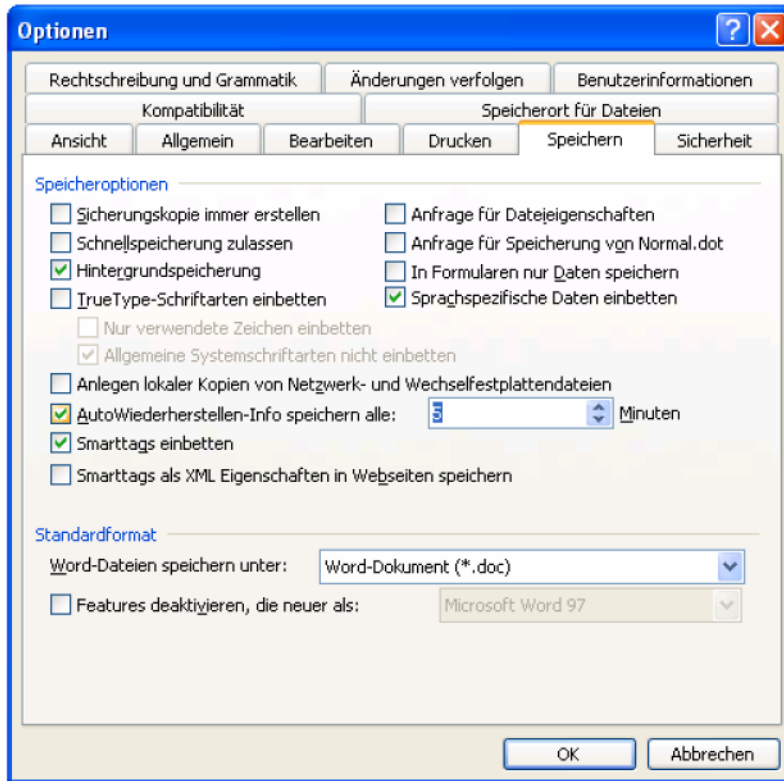 Optionen
Rechtschreibung und Grammatik Änderungen verfolgen Benutzerinformationen
Kompatibilität Speicherort für Dateien
Ansicht Allgemein Bearbeiten Drucken Speichern Sicherheit
Speicheroptionen
Sicherungskopie immer erstellen Anfrage für Dateieigenschaften
Schnellspeicherung zulassen Anfrage für Speicherung von Normal.dot
Hintergrundspeicherung In Formularen nur Daten speichern
TrueType-Schriftarten einbetten Sprachspezifische Daten einbetten
Nur verwendete Zeichen einbetten
Allgemeine Systemschriftarten nicht einbetten
Anlegen lokaler Kopien von Netzwerk- und Wechselfestplattendateien
AutoWiederherstellen-Info speichern alle: 5 Minuten
Smarttags einbetten
Smarttags als XML Eigenschaften in Webseiten speichern
Standardformat
Word-Dateien speichern unter: Word-Dokument (*.doc)
Features deaktivieren, die neuer als: Microsoft Word 97
OK Abbrechen